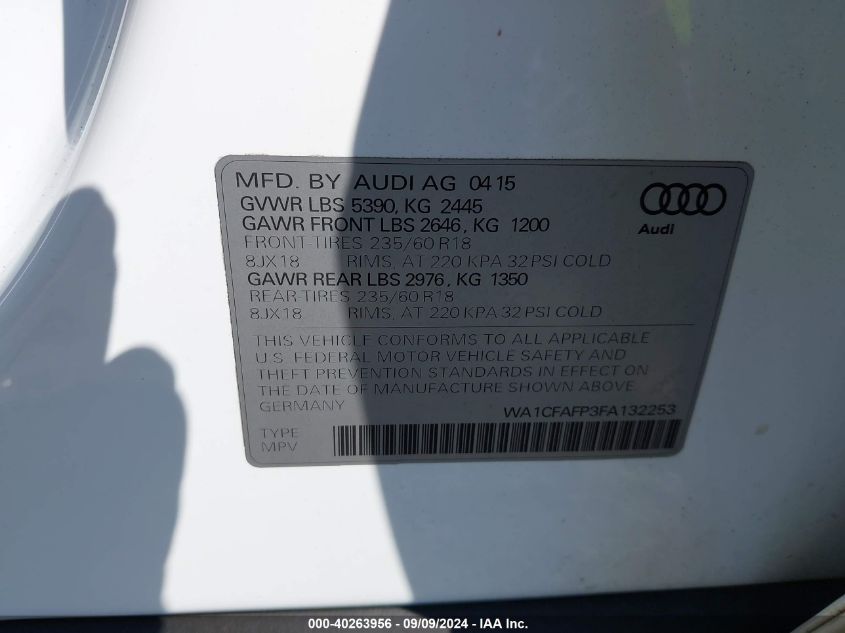 MFD. BY AUDI AG 04 15
GVWR LBS 5390, KG 2445
GAWR FRONT LBS 2646, KG 1200
FRONT-TIRES 235/60 R18
8JX18 RIMS, AT 220 KPA 32 PSI COLD
GAWR REAR LBS 2976, KG 1350
REAR-TIRES 235/60 R18
8JX18 RIMS, AT 220 KPA 32 PSI COLD
Audi
THIS VEHICLE CONFORMS TO ALL APPLICABLE
U.S. FEDERAL MOTOR VEHICLE SAFETY AND
THEFT PREVENTION STANDARDS IN EFFECT ON
THE DATE OF MANUFACTURE SHOWN ABOVE.
GERMANY WA1CFAFP3FA132253
TYPE
MPV
000-40263956 - 09/09/2024 - IAA Inc.